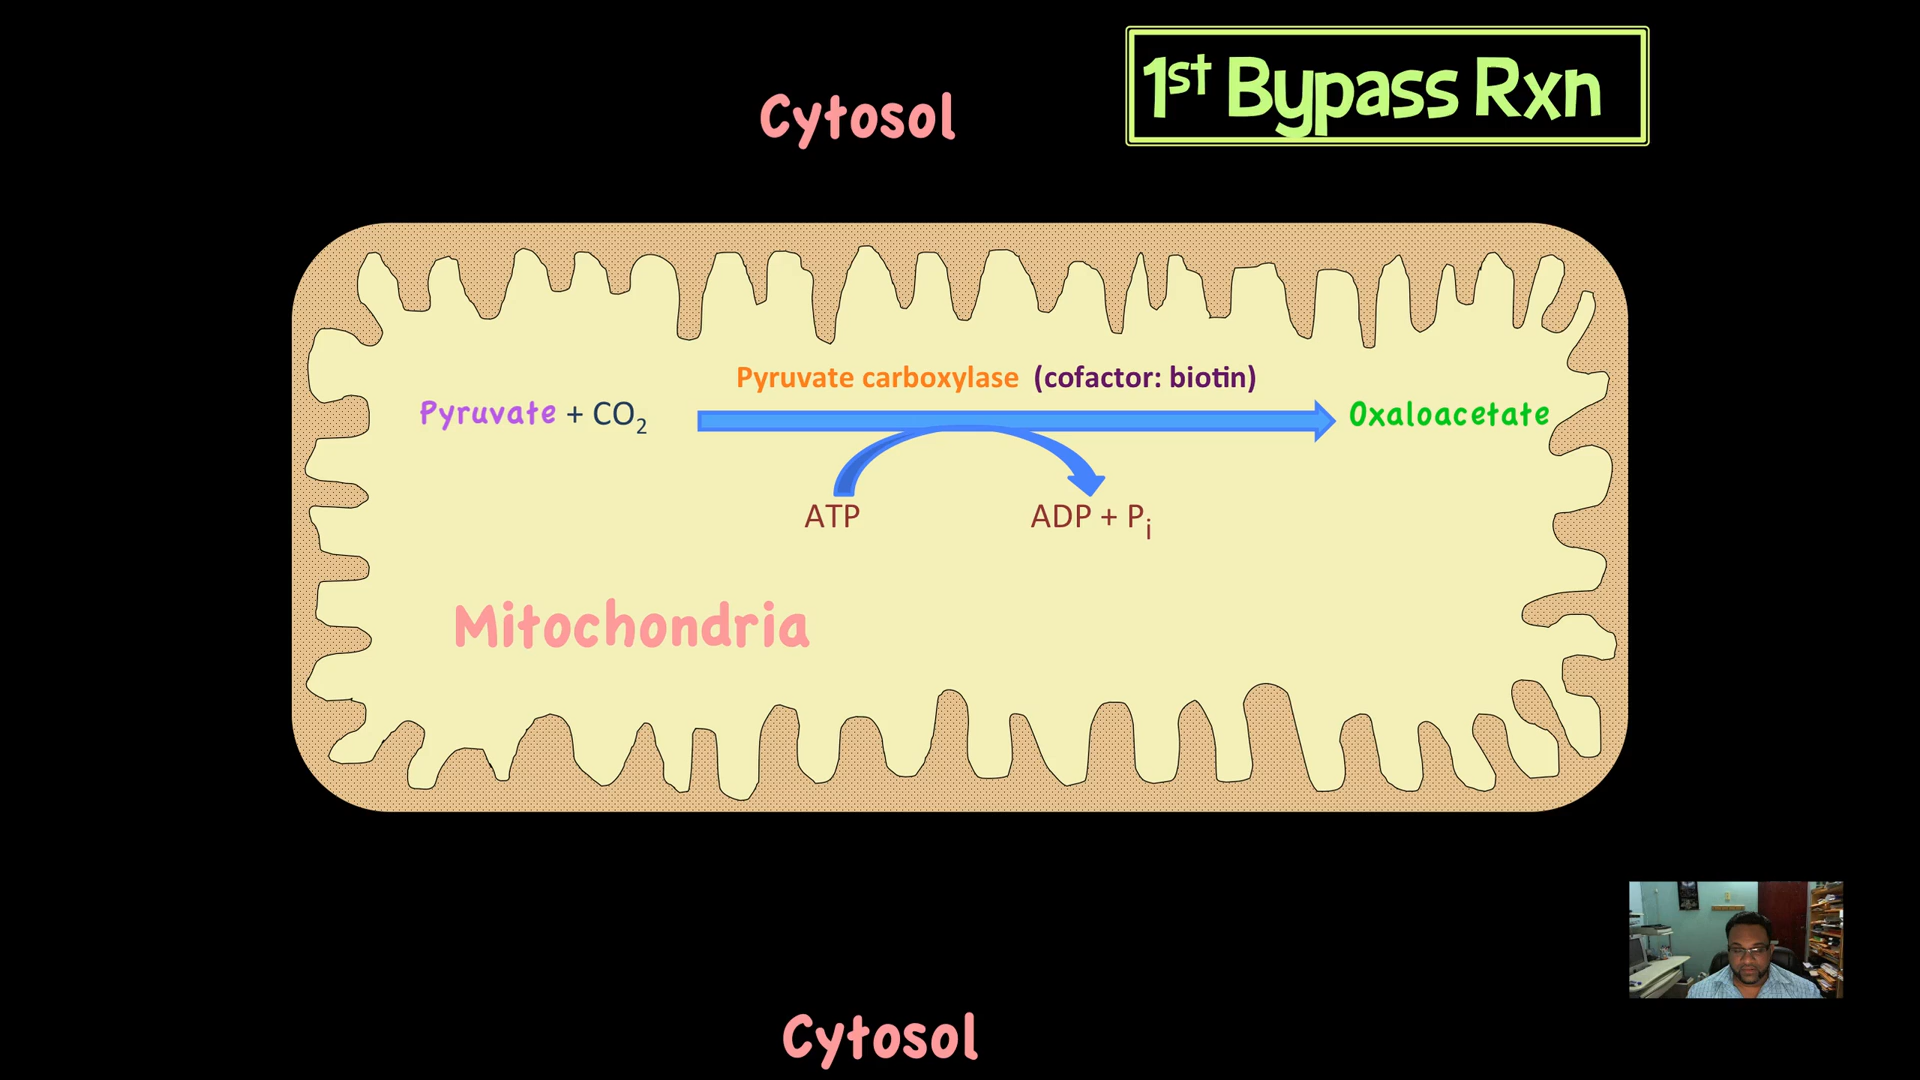 1st Bypass Rxn
Cytosol
Pyruvate carboxylase (cofactor: biotin)
Pyruvate + CO2
Oxaloacetate
ATP
ADP + Pi
Mitochondria
Cytosol